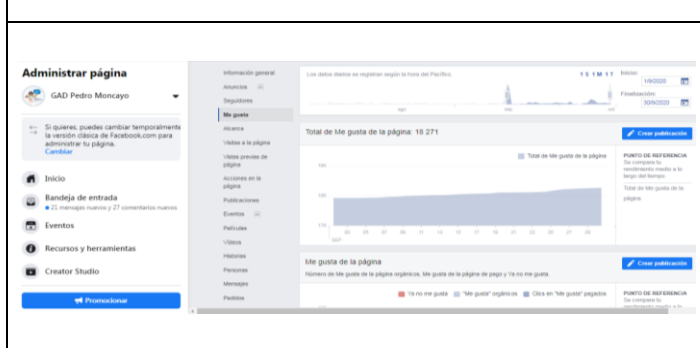 Administrar página
GAD Pedro Moncayo
Si quieres, puedes cambiar temporalmente
la versión clásica de Facebook.com para
administrar tu página.
Cambiar
Inicio
Bandeja de entrada
21 mensajes nuevos y 27 comentarios nuevos
Eventos
Recursos y herramientas
Creator Studio
Promocionar
Información general
Anuncios
Seguidores
Me gusta
Alcance
Visitas a la página
Vistas previas de
página
Acciones en la
página
Publicaciones
Eventos
Películas
Vídeos
Historias
Personas
Mensajes
Pedidos
Los datos diarios se registran según la hora del Pacífico.
Inicio:
1/9/2020
Finalización:
30/9/2020
Total de Me gusta de la página: 18 271
Crear publicación
Total de Me gusta de la página
PUNTO DE REFERENCIA
Se compara tu
rendimiento medio a lo
largo del tiempo.
Total de Me gusta de la
página
Me gusta de la página
Crear publicación
Número de Me gusta de la página orgánicos, Me gusta de la página de pago y Ya no me gusta.
Ya no me gusta
"Me gusta" orgánicos
Clics en "Me gusta" pagados
PUNTO DE REFERENCIA
Se compara tu